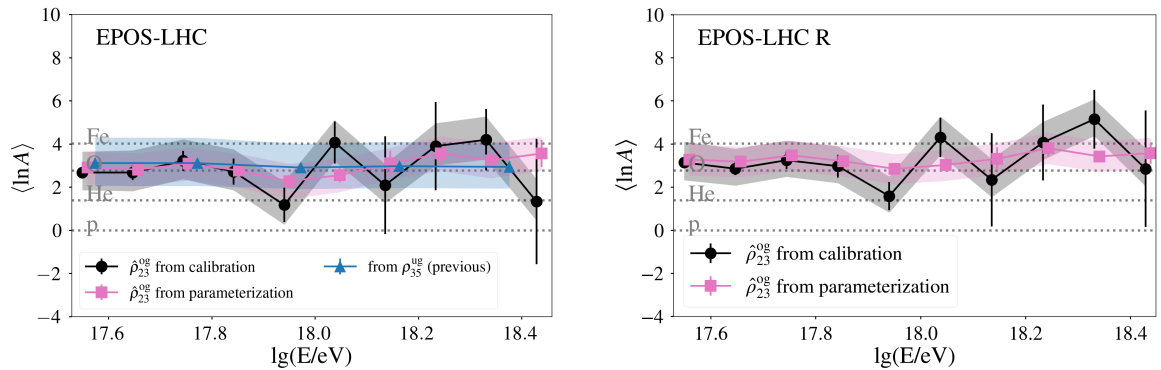 EPOS-LHC
10
8
6
4
2
0
−2
−4
⟨ln A⟩
Fe
O
He
p
ρ̂₂₃ᵒᵍ from calibration
ρ̂₂₃ᵒᵍ from parameterization
from ρ₃₅ᵘᵍ (previous)
17.6 17.8 18.0 18.2 18.4
lg(E/eV)
EPOS-LHC R
10
8
6
4
2
0
−2
−4
⟨ln A⟩
Fe
O
He
p
ρ̂₂₃ᵒᵍ from calibration
ρ̂₂₃ᵒᵍ from parameterization
17.6 17.8 18.0 18.2 18.4
lg(E/eV)